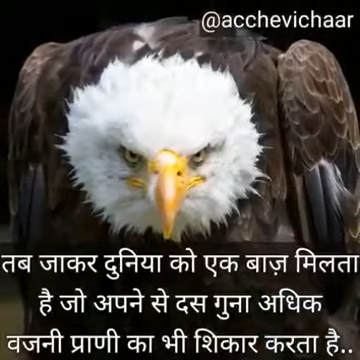 @acchevichaar
तब जाकर दुनिया को एक बाज़ मिलता
है जो अपने से दस गुना अधिक
वजनी प्राणी का भी शिकार करता है..